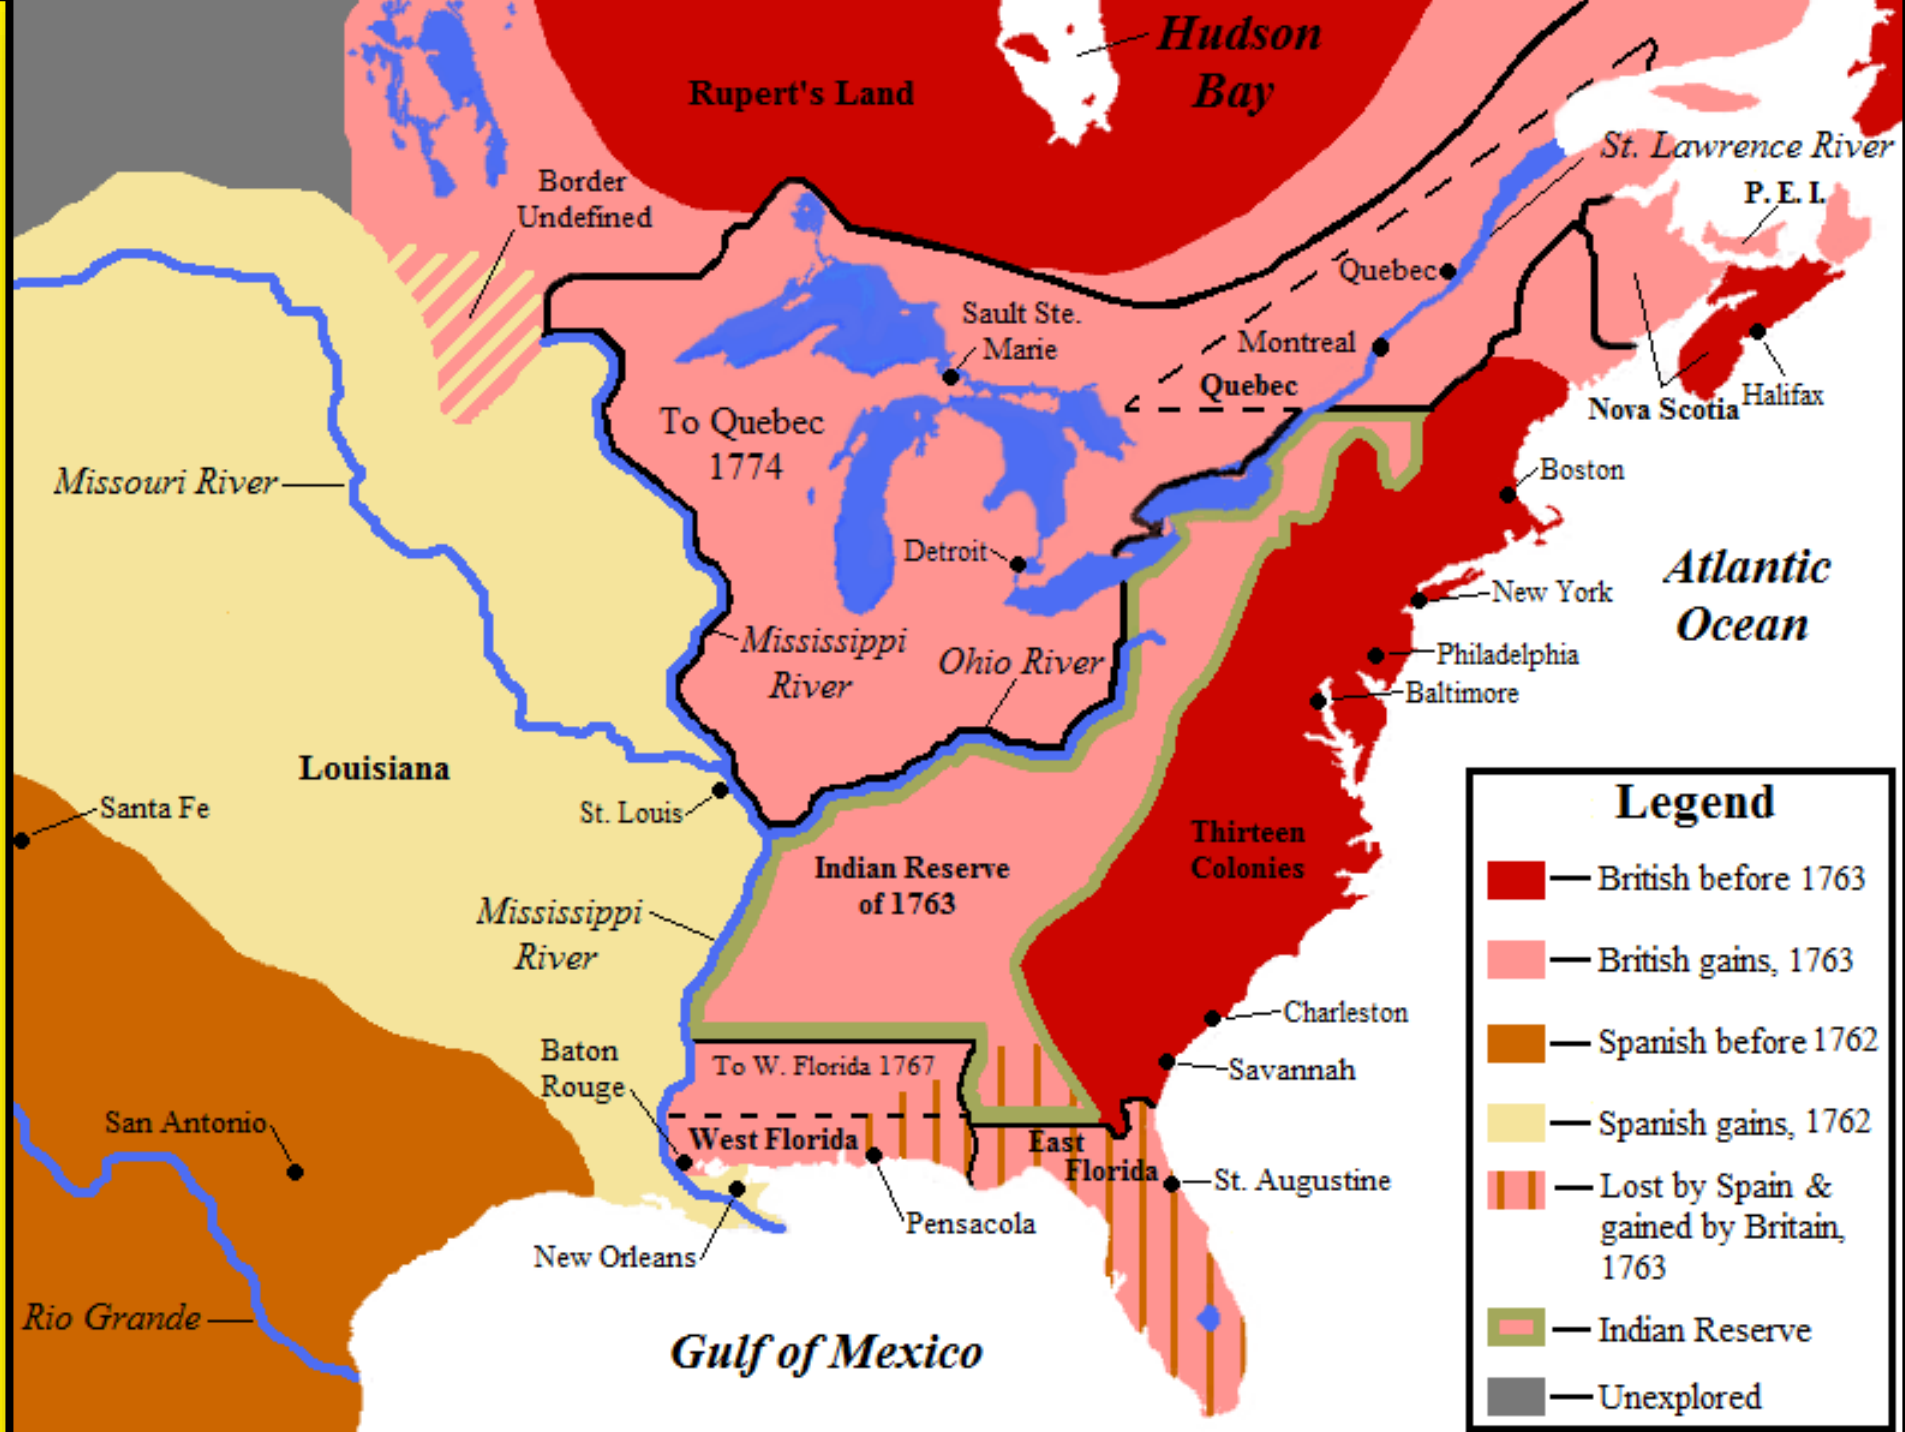 Hudson
Bay
Rupert's Land
St. Lawrence River
Border
Undefined
P. E. I.
Quebec
Sault Ste.
Marie
Montreal
Quebec
Nova Scotia
Halifax
To Quebec
1774
Missouri River
Boston
Detroit
Atlantic
Ocean
New York
Mississippi
River
Ohio River
Philadelphia
Baltimore
Louisiana
St. Louis
Santa Fe
Thirteen
Colonies
Indian Reserve
of 1763
Mississippi
River
Charleston
Baton
Rouge
To W. Florida 1767
Savannah
San Antonio
West Florida
East
Florida
St. Augustine
Pensacola
New Orleans
Rio Grande
Gulf of Mexico
Legend
British before 1763
British gains, 1763
Spanish before 1762
Spanish gains, 1762
Lost by Spain &
gained by Britain,
1763
Indian Reserve
Unexplored